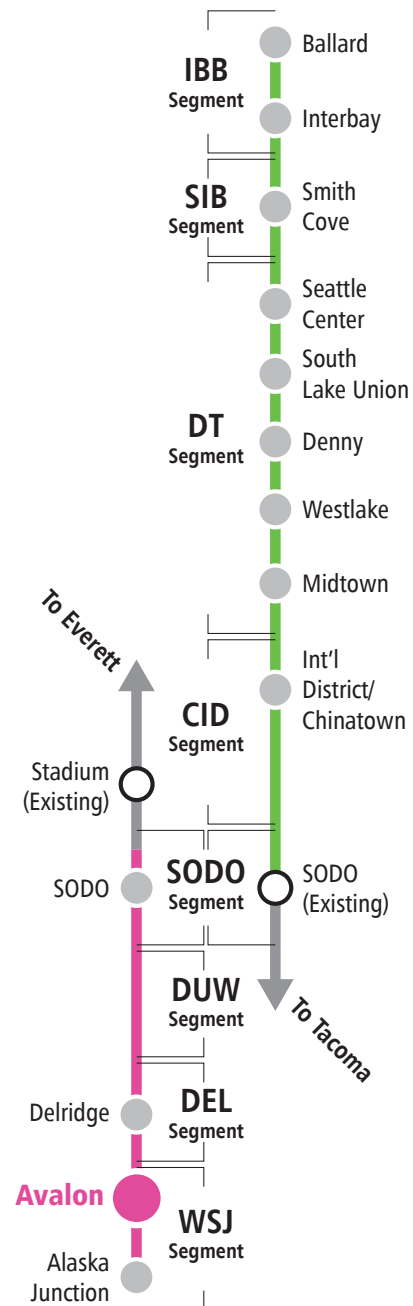 Ballard
IBB
Segment
Interbay
SIB
Segment
Smith
Cove
Seattle
Center
South
Lake Union
DT
Segment
Denny
Westlake
Midtown
To Everett
Int'l
District/
Chinatown
CID
Segment
Stadium
(Existing)
SODO
SODO
Segment
SODO
(Existing)
DUW
Segment
To Tacoma
Delridge
DEL
Segment
Avalon
WSJ
Segment
Alaska
Junction